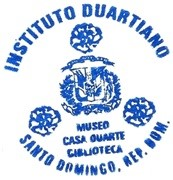 INSTITUTO DUARTIANO
MUSEO
CASA DUARTE
BIBLIOTECA
SANTO DOMINGO, REP. DOM.